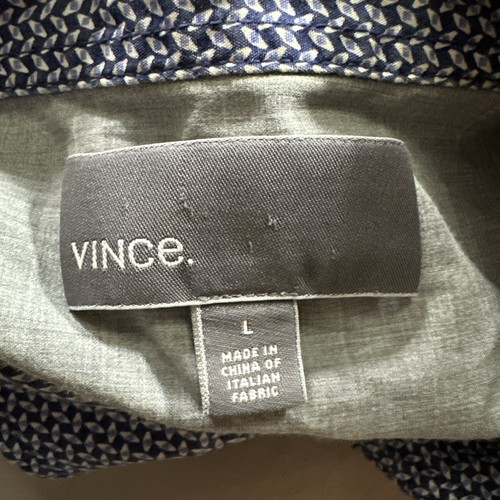 VINCe.
L
MADE IN
CHINA OF
ITALIAN
FABRIC